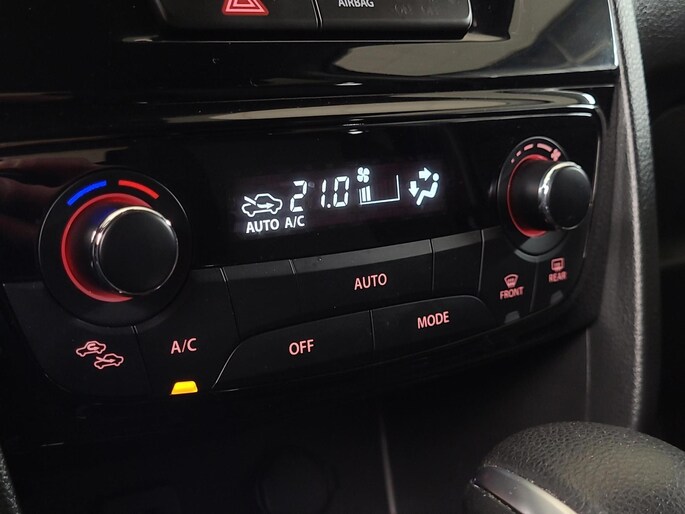 AIRBAG
21.0
AUTO A/C
AUTO
FRONT
REAR
A/C
OFF
MODE